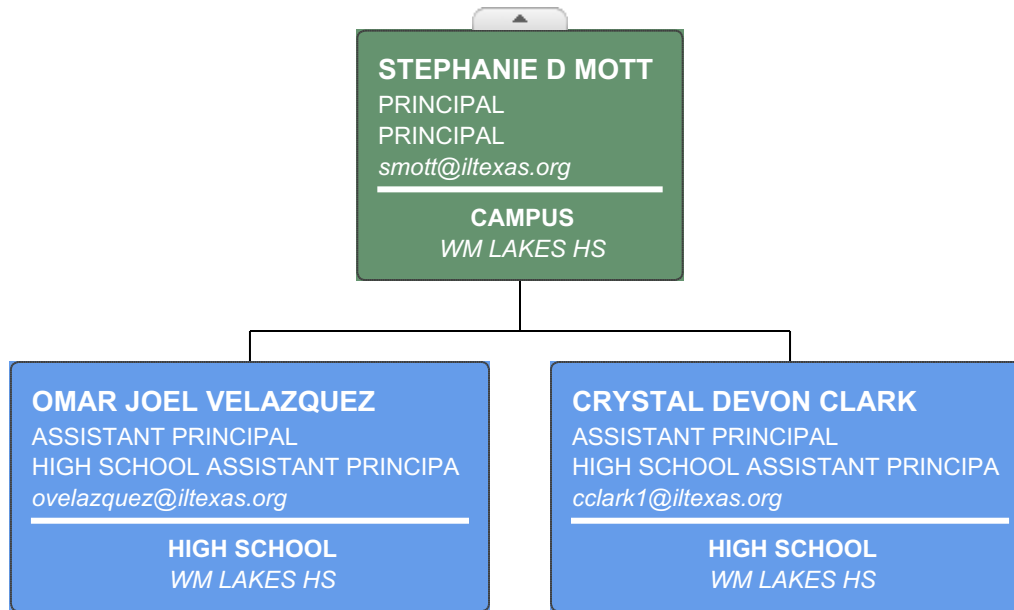 STEPHANIE D MOTT
PRINCIPAL
PRINCIPAL
smott@iltexas.org
CAMPUS
WM LAKES HS
OMAR JOEL VELAZQUEZ
ASSISTANT PRINCIPAL
HIGH SCHOOL ASSISTANT PRINCIPA
ovelazquez@iltexas.org
HIGH SCHOOL
WM LAKES HS
CRYSTAL DEVON CLARK
ASSISTANT PRINCIPAL
HIGH SCHOOL ASSISTANT PRINCIPA
cclark1@iltexas.org
HIGH SCHOOL
WM LAKES HS